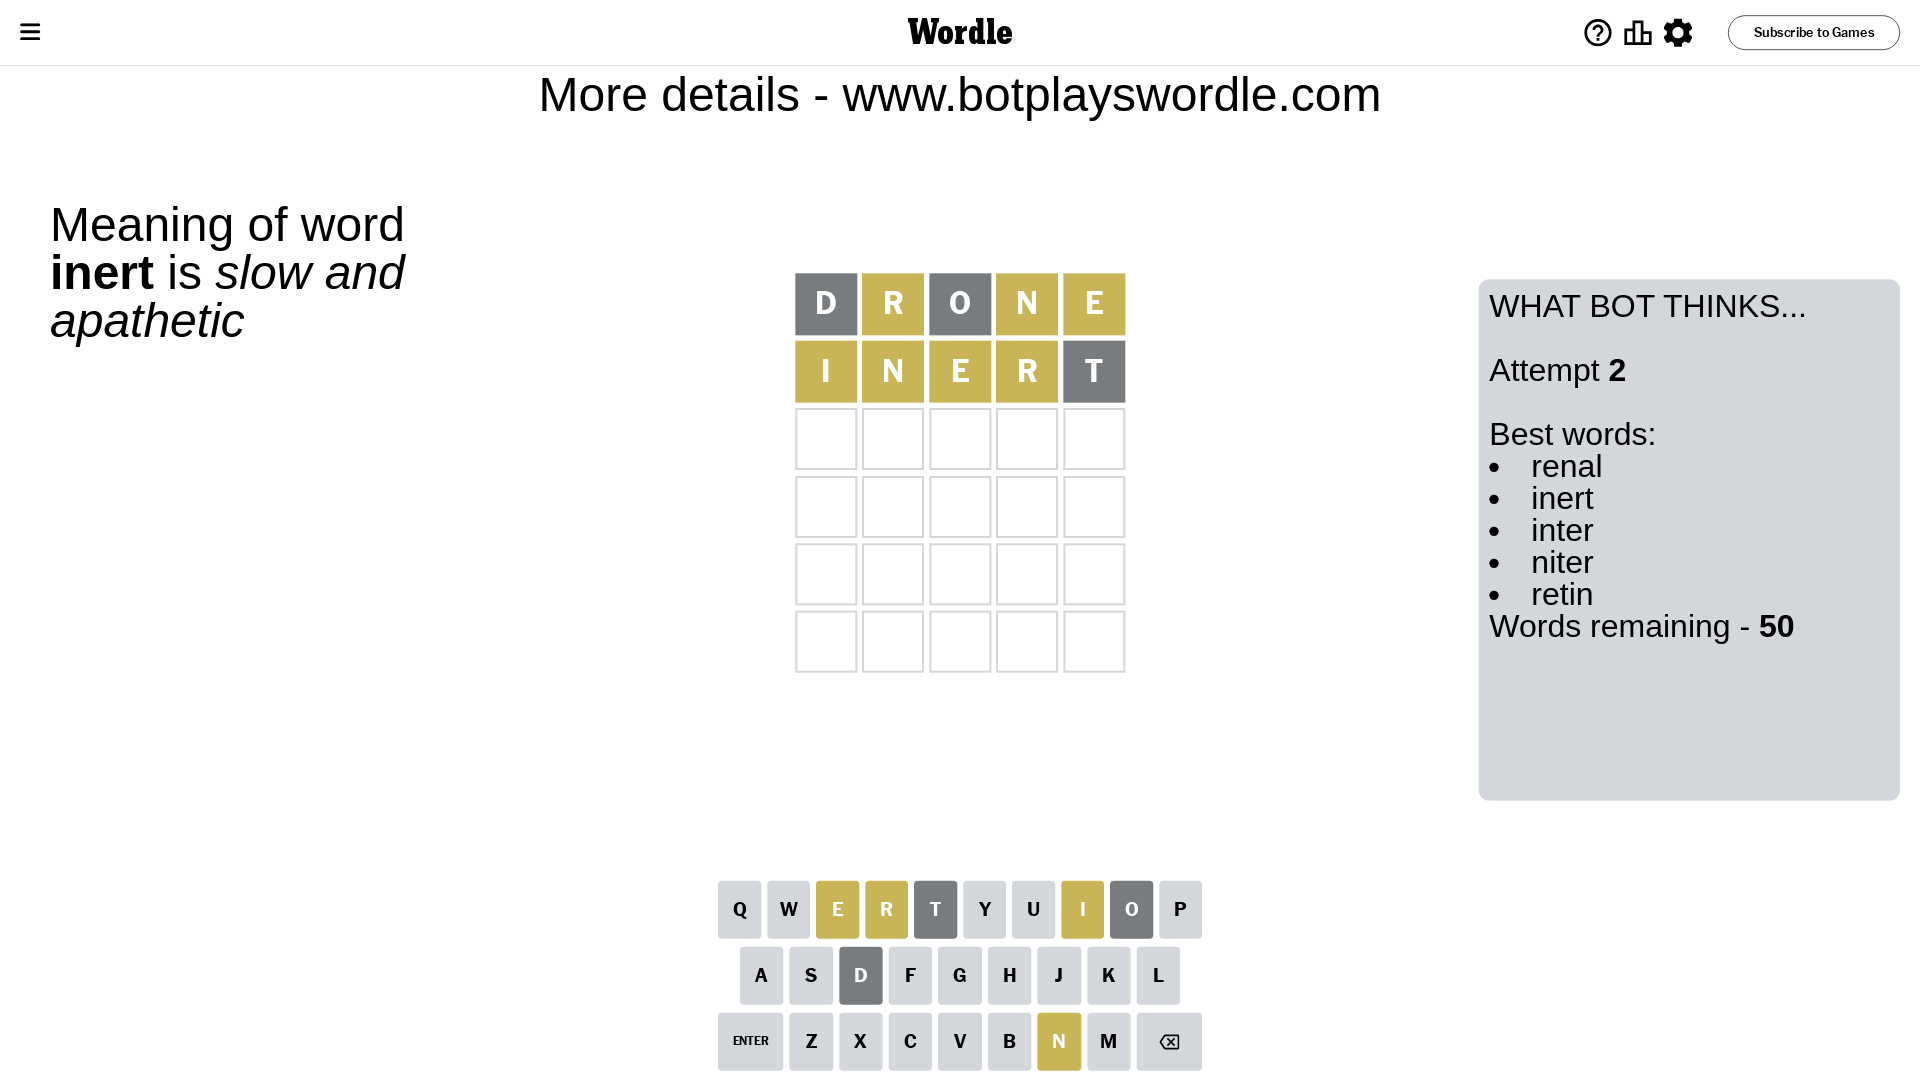 Wordle
Subscribe to Games
More details - www.botplayswordle.com
Meaning of word
inert is slow and
apathetic
D R O N E
I N E R T
WHAT BOT THINKS...
Attempt 2
Best words:
• renal
• inert
• inter
• niter
• retin
Words remaining - 50
Q W E R T Y U I O P
A S D F G H J K L
ENTER Z X C V B N M